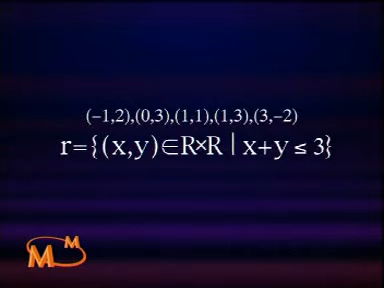 (−1,2),(0,3),(1,1),(1,3),(3,−2)
r={(x,y)∈R×R | x+y ≤ 3}
M M